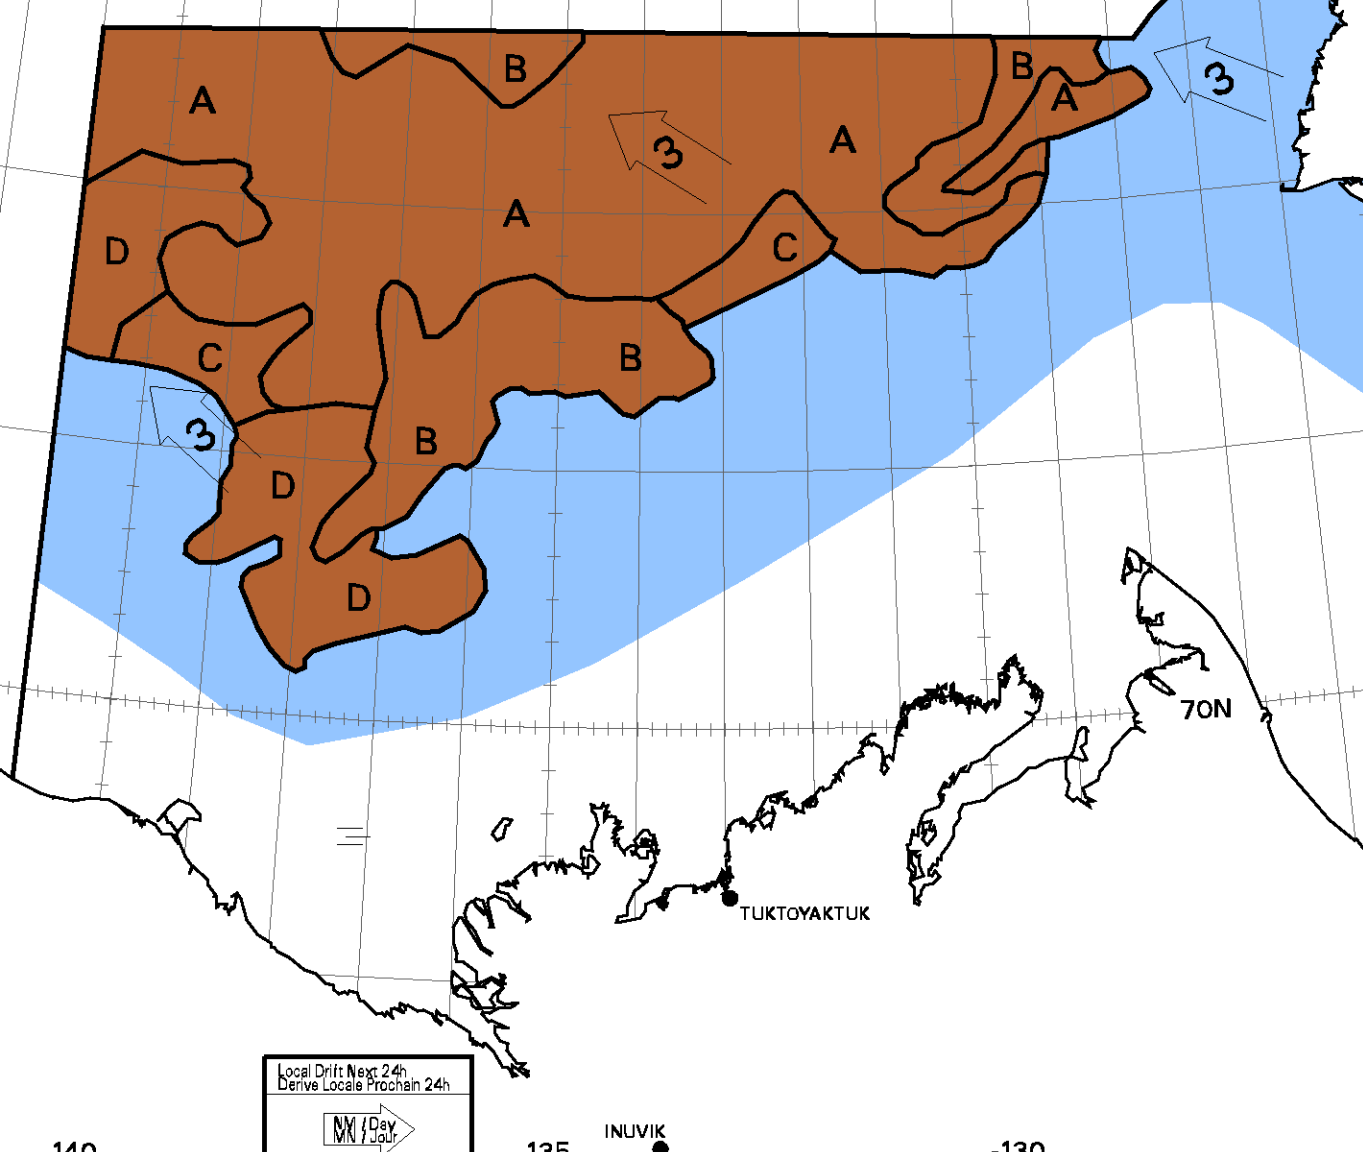 B
B
A
3
A
A
3
A
A
D
C
C
B
3
B
D
D
70N
TUKTOYAKTUK
Local Drift Next 24h
Derive Locale Prochain 24h
NM / Day
MN / Jour
INUVIK
140
135
-130